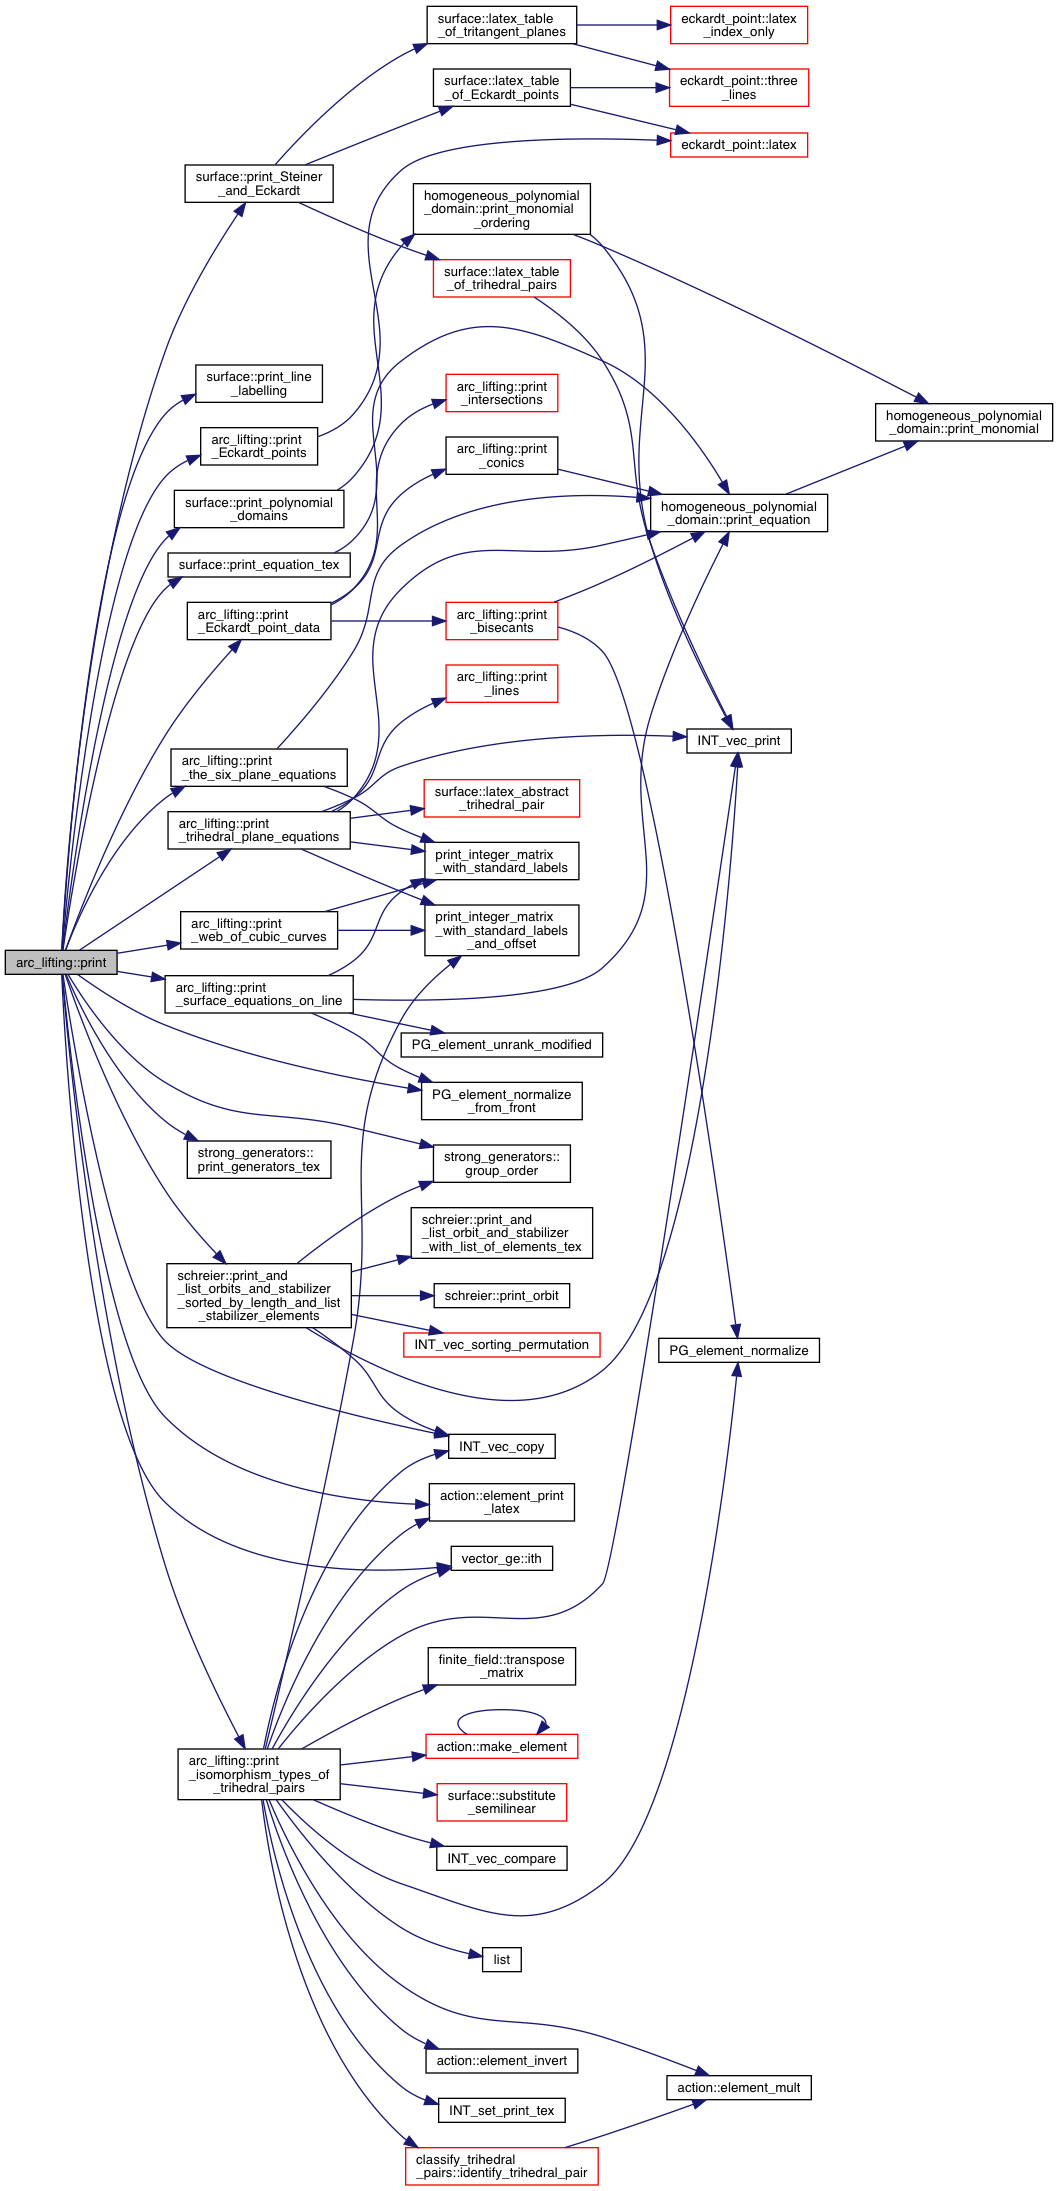 surface::latex_table
_of_tritangent_planes
eckardt_point::latex
_index_only
surface::latex_table
_of_Eckardt_points
eckardt_point::three
_lines
eckardt_point::latex
surface::print_Steiner
_and_Eckardt
homogeneous_polynomial
_domain::print_monomial
_ordering
surface::latex_table
_of_trihedral_pairs
surface::print_line
_labelling
arc_lifting::print
_intersections
homogeneous_polynomial
_domain::print_monomial
arc_lifting::print
_Eckardt_points
arc_lifting::print
_conics
surface::print_polynomial
_domains
homogeneous_polynomial
_domain::print_equation
surface::print_equation_tex
arc_lifting::print
_Eckardt_point_data
arc_lifting::print
_bisecants
arc_lifting::print
_lines
INT_vec_print
arc_lifting::print
_the_six_plane_equations
surface::latex_abstract
_trihedral_pair
arc_lifting::print
_trihedral_plane_equations
print_integer_matrix
_with_standard_labels
arc_lifting::print
_web_of_cubic_curves
print_integer_matrix
_with_standard_labels
_and_offset
arc_lifting::print
arc_lifting::print
_surface_equations_on_line
PG_element_unrank_modified
PG_element_normalize
_from_front
strong_generators::
print_generators_tex
strong_generators::
group_order
schreier::print_and
_list_orbit_and_stabilizer
_with_list_of_elements_tex
schreier::print_and
_list_orbits_and_stabilizer
_sorted_by_length_and_list
_stabilizer_elements
schreier::print_orbit
INT_vec_sorting_permutation
PG_element_normalize
INT_vec_copy
action::element_print
_latex
vector_ge::ith
finite_field::transpose
_matrix
action::make_element
arc_lifting::print
_isomorphism_types_of
_trihedral_pairs
surface::substitute
_semilinear
INT_vec_compare
list
action::element_invert
action::element_mult
INT_set_print_tex
classify_trihedral
_pairs::identify_trihedral_pair